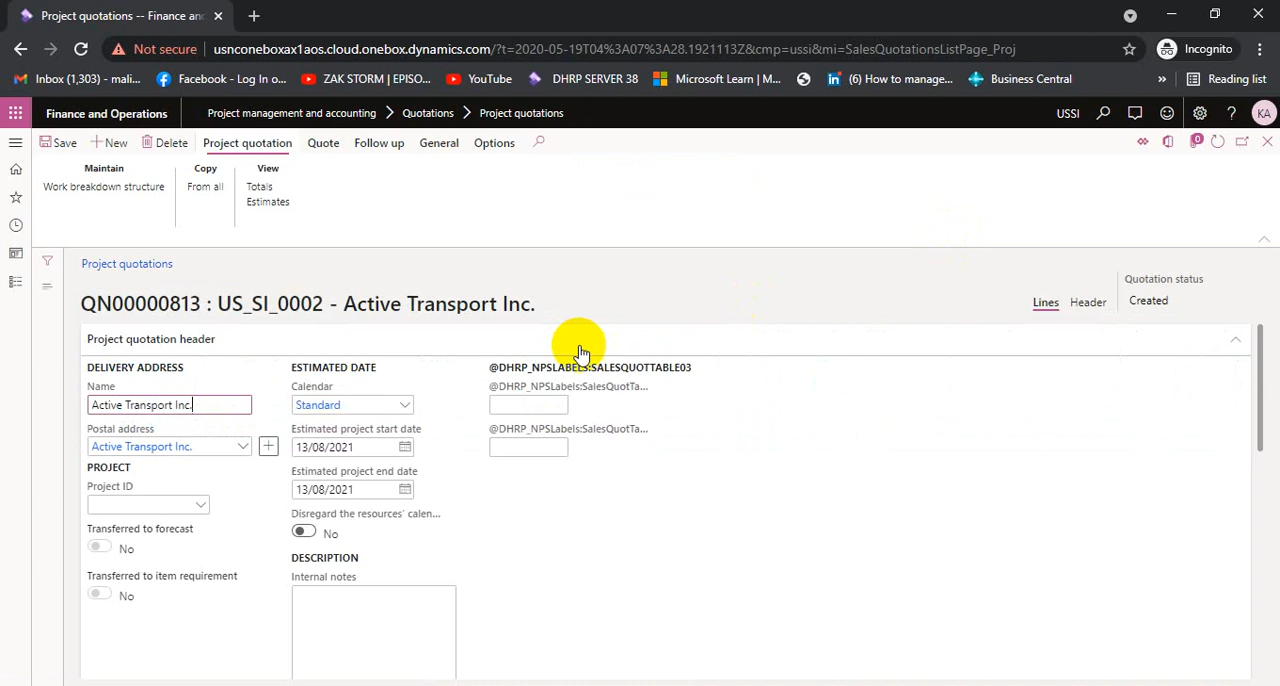 Project quotations -- Finance and
Not secure
usnconeboxax1aos.cloud.onebox.dynamics.com/?t=2020-05-19T04%3A07%3A28.1921113Z&cmp=ussi&mi=SalesQuotationsListPage_Proj
Incognito
Inbox (1,303) - mali...
Facebook - Log In o...
ZAK STORM | EPISO...
YouTube
DHRP SERVER 38
Microsoft Learn | M...
(6) How to manage...
Business Central
»
Reading list
Finance and Operations
Project management and accounting
Quotations
Project quotations
USSI
?
KA
Save
New
Delete
Project quotation
Quote
Follow up
General
Options
0
Maintain
Copy
View
Work breakdown structure
From all
Totals
Estimates
Project quotations
QN00000813 : US_SI_0002 - Active Transport Inc.
Lines
Header
Quotation status
Created
Project quotation header
DELIVERY ADDRESS
Name
Active Transport Inc.
Postal address
Active Transport Inc.
PROJECT
Project ID
Transferred to forecast
No
Transferred to item requirement
No
ESTIMATED DATE
Calendar
Standard
Estimated project start date
13/08/2021
Estimated project end date
13/08/2021
Disregard the resources' calen...
No
DESCRIPTION
Internal notes
@DHRP_NPSLABELS:SALESQUOTTABLE03
@DHRP_NPSLabels:SalesQuotTa...
@DHRP_NPSLabels:SalesQuotTa...